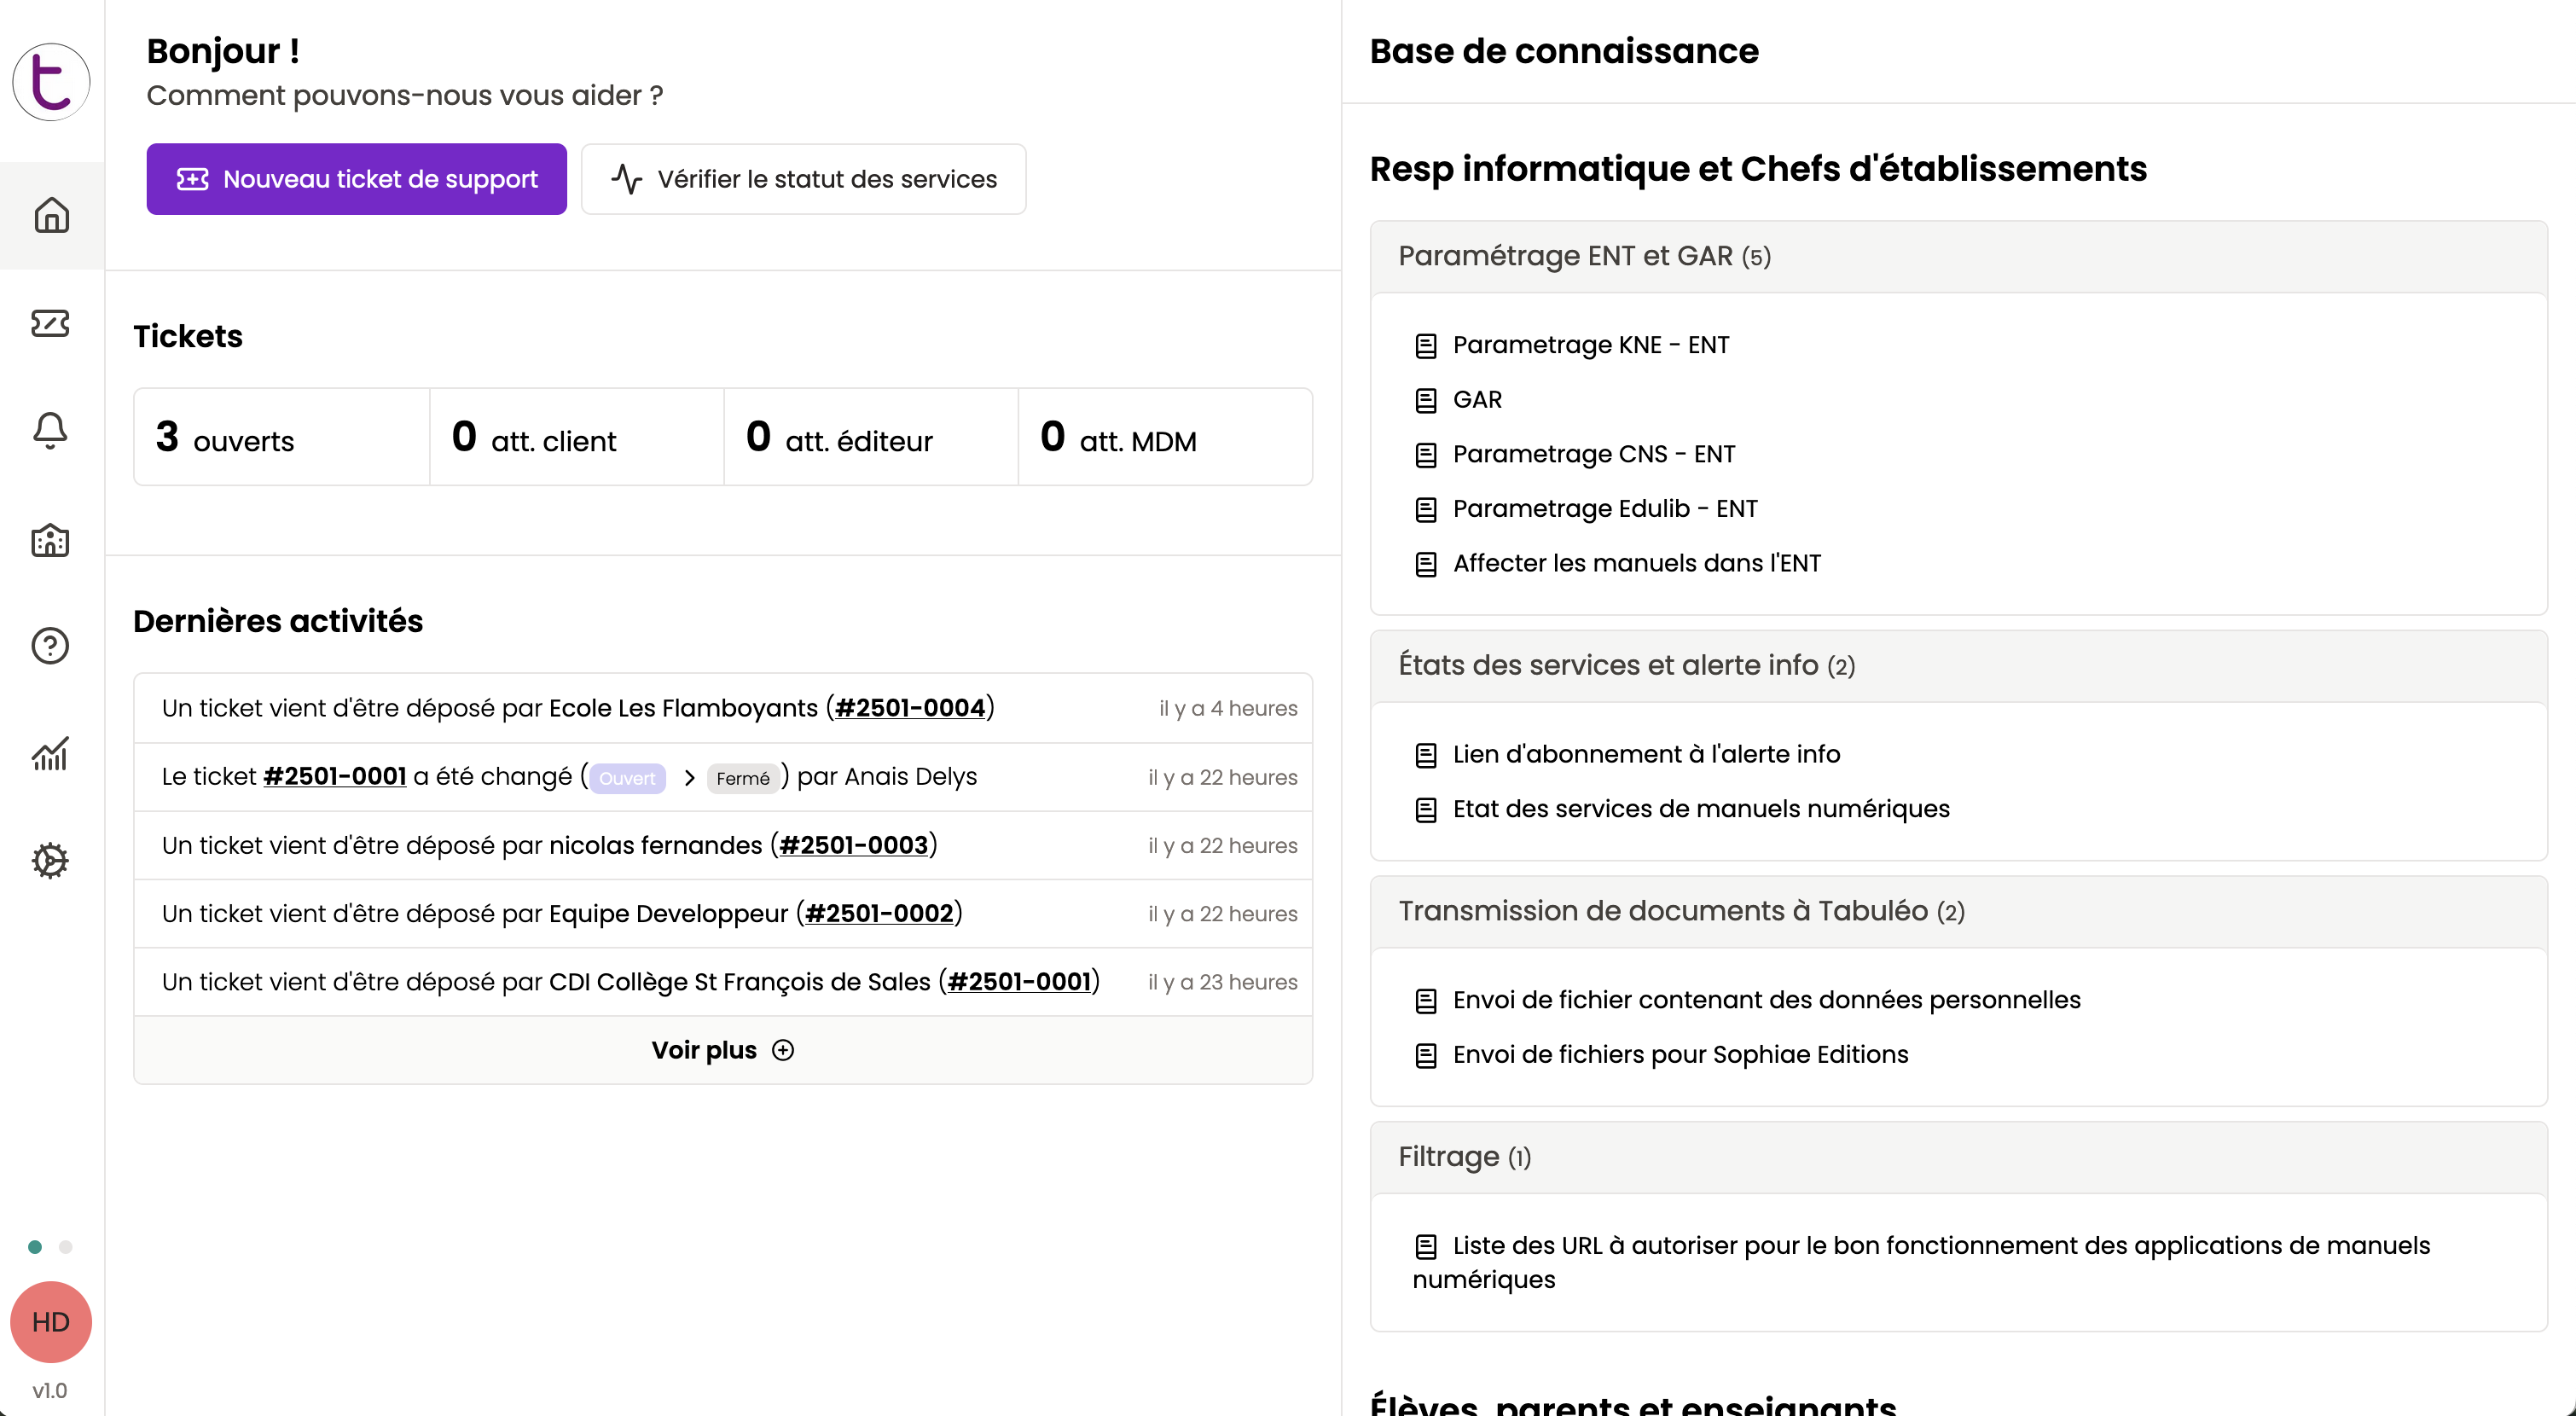 t
Bonjour !
Comment pouvons-nous vous aider ?
Nouveau ticket de support
Vérifier le statut des services
Tickets
3 ouverts
0 att. client
0 att. éditeur
0 att. MDM
Dernières activités
Un ticket vient d'être déposé par Ecole Les Flamboyants (#2501-0004) il y a 4 heures
Le ticket #2501-0001 a été changé (Ouvert > Fermé) par Anais Delys il y a 22 heures
Un ticket vient d'être déposé par nicolas fernandes (#2501-0003) il y a 22 heures
Un ticket vient d'être déposé par Equipe Developpeur (#2501-0002) il y a 22 heures
Un ticket vient d'être déposé par CDI Collège St François de Sales (#2501-0001) il y a 23 heures
Voir plus
HD
v1.0
Base de connaissance
Resp informatique et Chefs d'établissements
Paramétrage ENT et GAR (5)
Parametrage KNE - ENT
GAR
Parametrage CNS - ENT
Parametrage Edulib - ENT
Affecter les manuels dans l'ENT
États des services et alerte info (2)
Lien d'abonnement à l'alerte info
Etat des services de manuels numériques
Transmission de documents à Tabuléo (2)
Envoi de fichier contenant des données personnelles
Envoi de fichiers pour Sophiae Editions
Filtrage (1)
Liste des URL à autoriser pour le bon fonctionnement des applications de manuels
numériques
Élèves, parents et enseignants